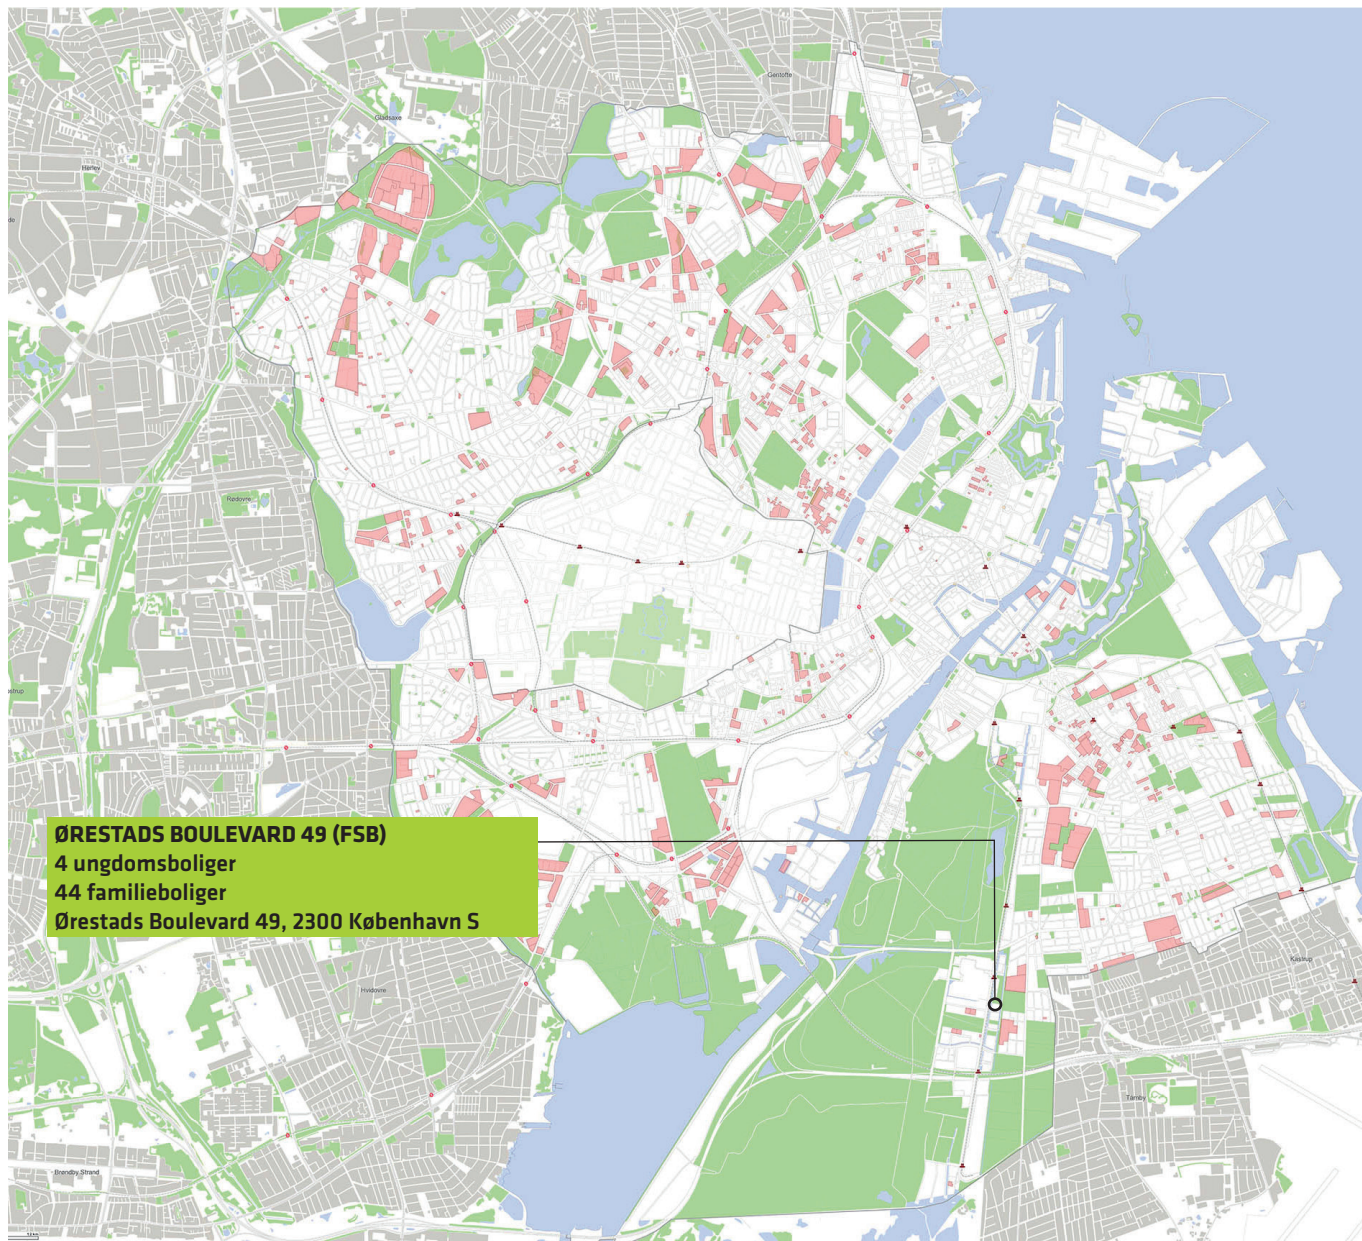 Gentofte
Gladsaxe
Herlev
Rødovre
ØRESTADS BOULEVARD 49 (FSB)
4 ungdomsboliger
44 familieboliger
Ørestads Boulevard 49, 2300 København S
Kastrup
Hvidovre
Tårnby
Brøndby Strand